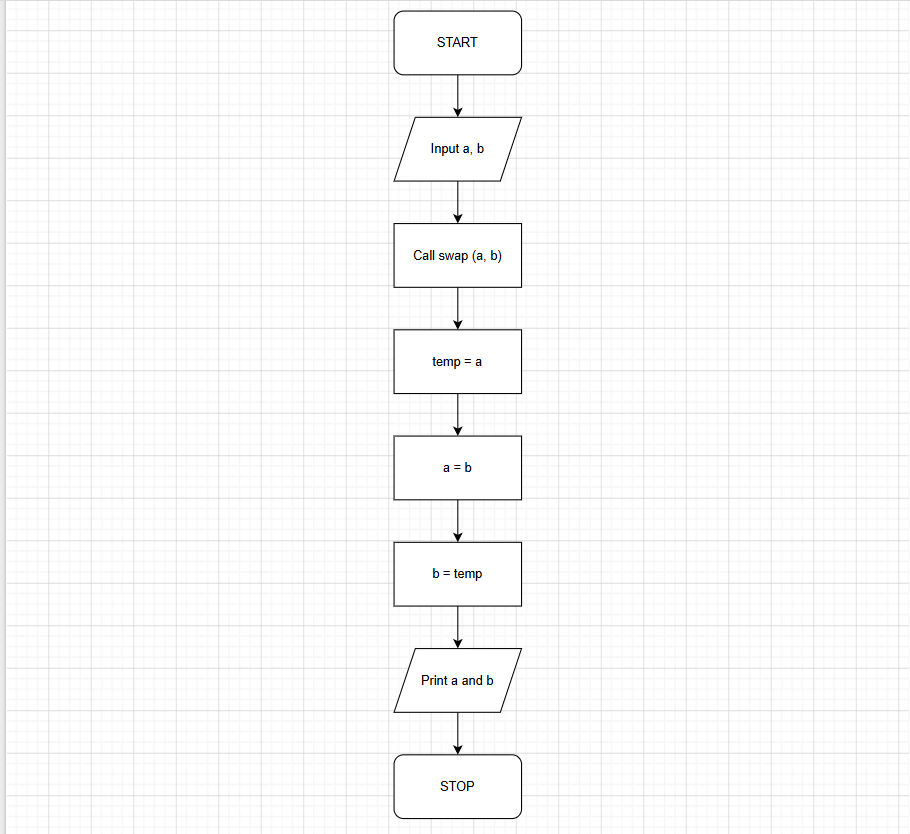 START
Input a, b
Call swap (a, b)
temp = a
a = b
b = temp
Print a and b
STOP